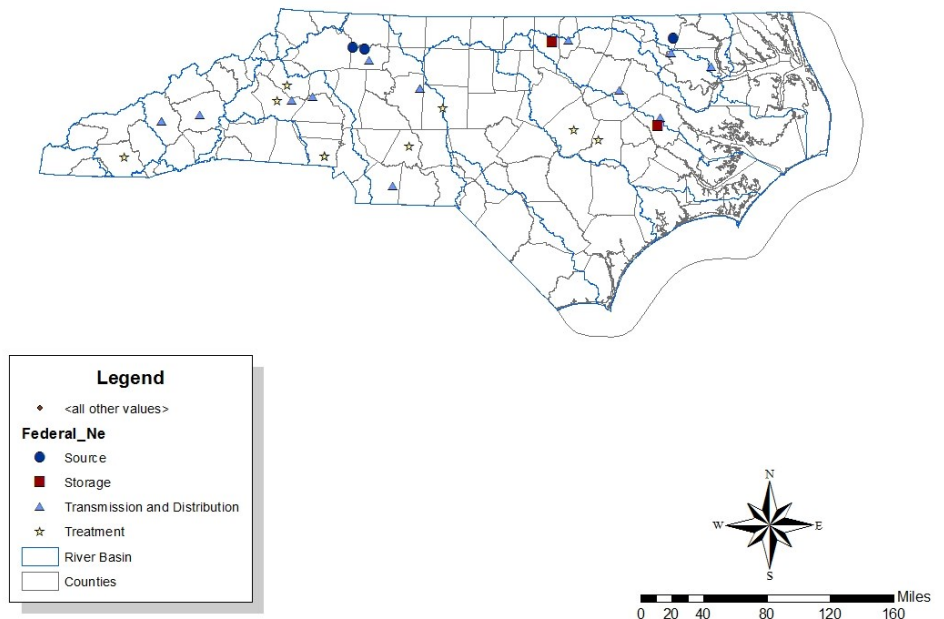 Legend
<all other values>
Federal_Ne
Source
Storage
Transmission and Distribution
Treatment
River Basin
Counties
N
W E
S
Miles
0 20 40 80 120 160